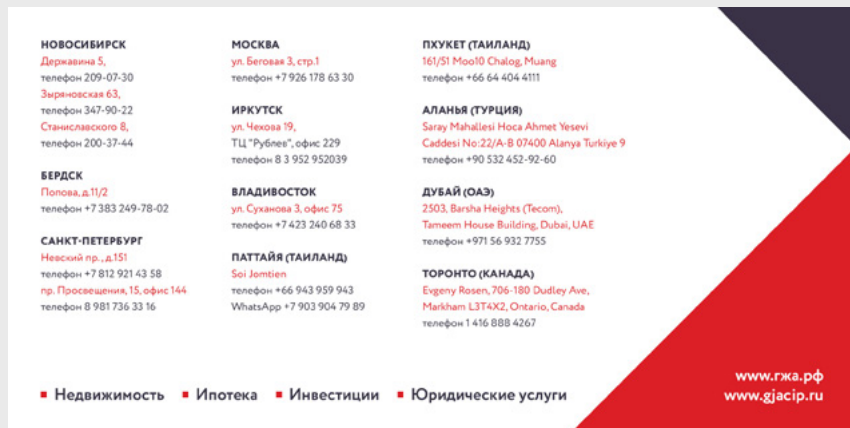 НОВОСИБИРСК
Державина 5,
телефон 209-07-30
Зыряновская 63,
телефон 347-90-22
Станиславского 8,
телефон 200-37-44
БЕРДСК
Попова, д.11/2
телефон +7 383 249-78-02
САНКТ-ПЕТЕРБУРГ
Невский пр., д.151
телефон +7 812 921 43 58
пр. Просвещения, 15, офис 144
телефон 8 981 736 33 16
МОСКВА
ул. Беговая 3, стр.1
телефон +7 926 178 63 30
ИРКУТСК
ул. Чехова 19,
ТЦ "Рублев", офис 229
телефон 8 3 952 952039
ВЛАДИВОСТОК
ул. Суханова 3, офис 75
телефон +7 423 240 68 33
ПАТТАЙЯ (ТАИЛАНД)
Soi Jomtien
телефон +66 943 959 943
WhatsApp +7 903 904 79 89
ПХУКЕТ (ТАИЛАНД)
161/51 Moo10 Chalog, Muang
телефон +66 64 404 4111
АЛАНЬЯ (ТУРЦИЯ)
Saray Mahallesi Hoca Ahmet Yesevi
Caddesi No:22/A-B 07400 Alanya Turkiye 9
телефон +90 532 452-92-60
ДУБАЙ (ОАЭ)
2503, Barsha Heights (Tecom),
Tameem House Building, Dubai, UAE
телефон +971 56 932 7755
ТОРОНТО (КАНАДА)
Evgeny Rosen, 706-180 Dudley Ave,
Markham L3T4X2, Ontario, Canada
телефон 1 416 888 4267
▪ Недвижимость ▪ Ипотека ▪ Инвестиции ▪ Юридические услуги
www.гжа.рф
www.gjacip.ru